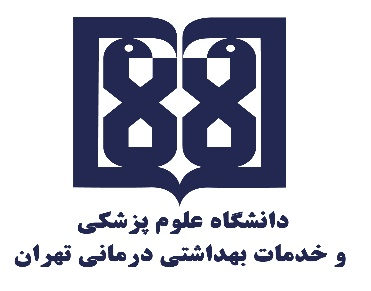 دانشگاه علوم پزشکی
و خدمات بهداشتی درمانی تهران